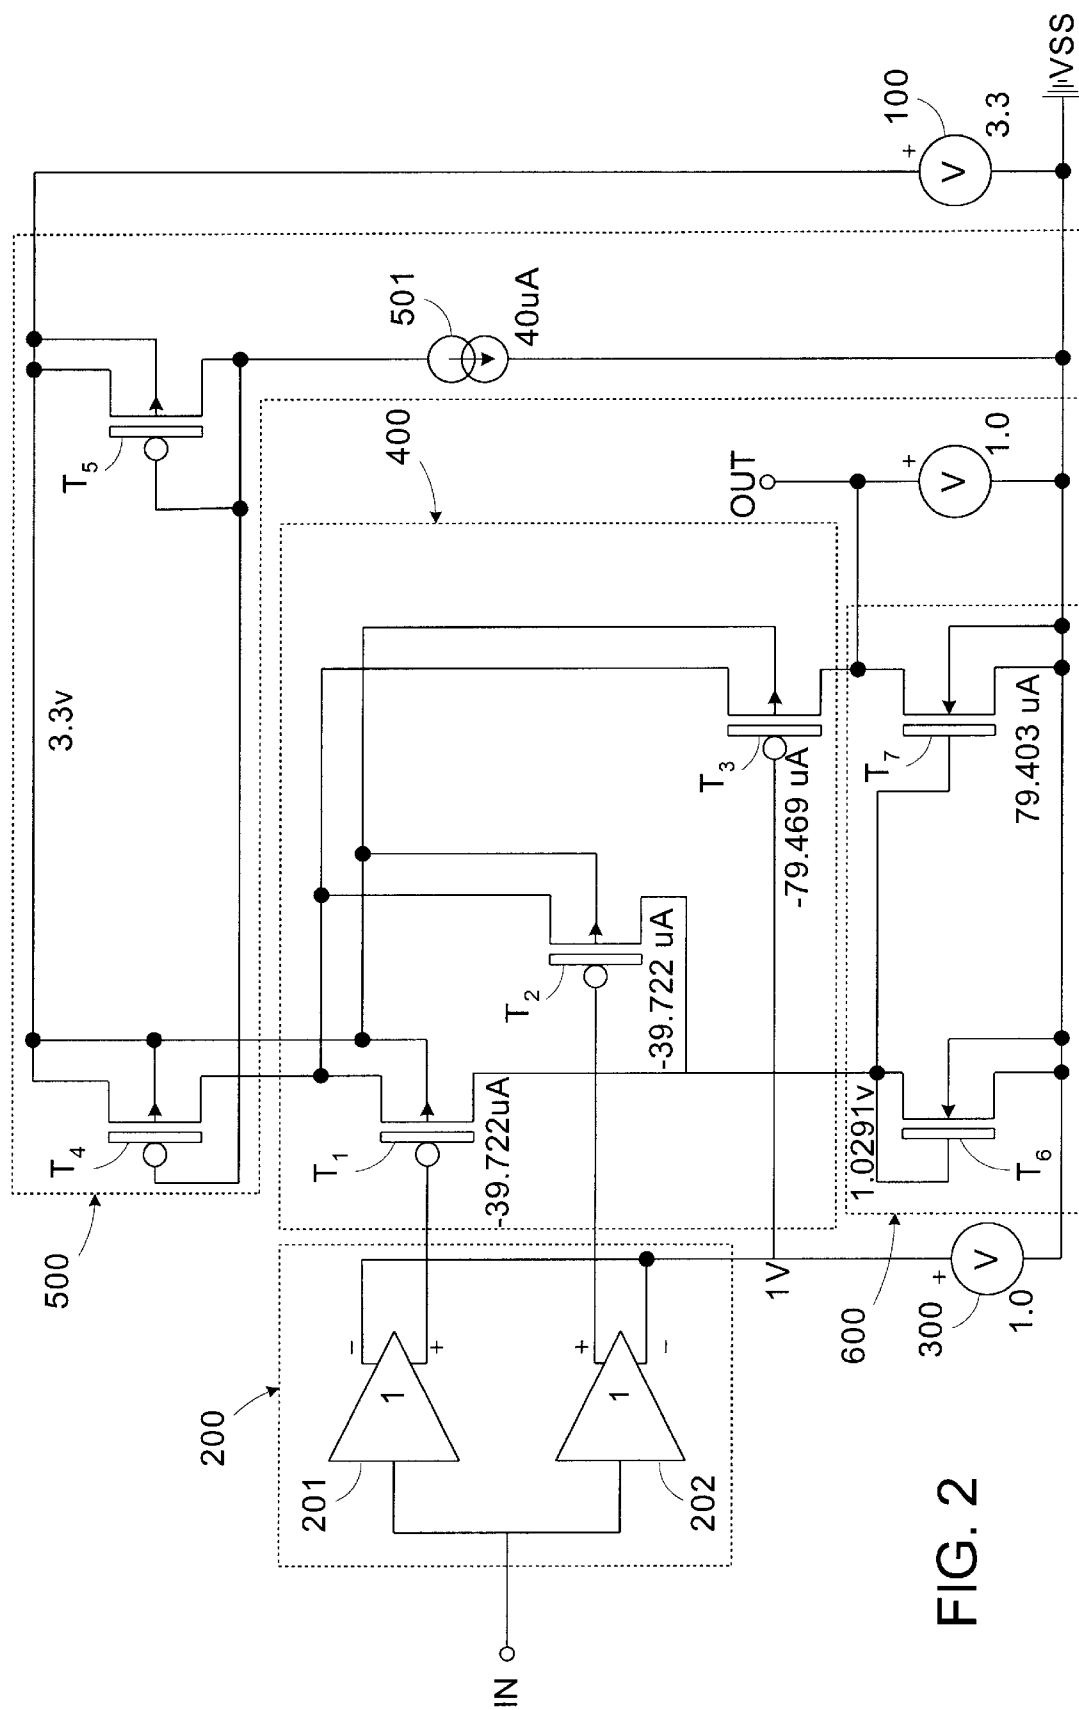 3.3v
500
T4
T5
501
40uA
100
+
V
3.3
VSS
400
T1
-39.722uA
T2
-39.722 uA
T3
-79.469 uA
OUT
+
V
1.0
200
201
1
−
+
202
1
+
−
IN
1V
300
+
V
1.0
600
1.0291v
T6
T7
79.403 uA
FIG. 2